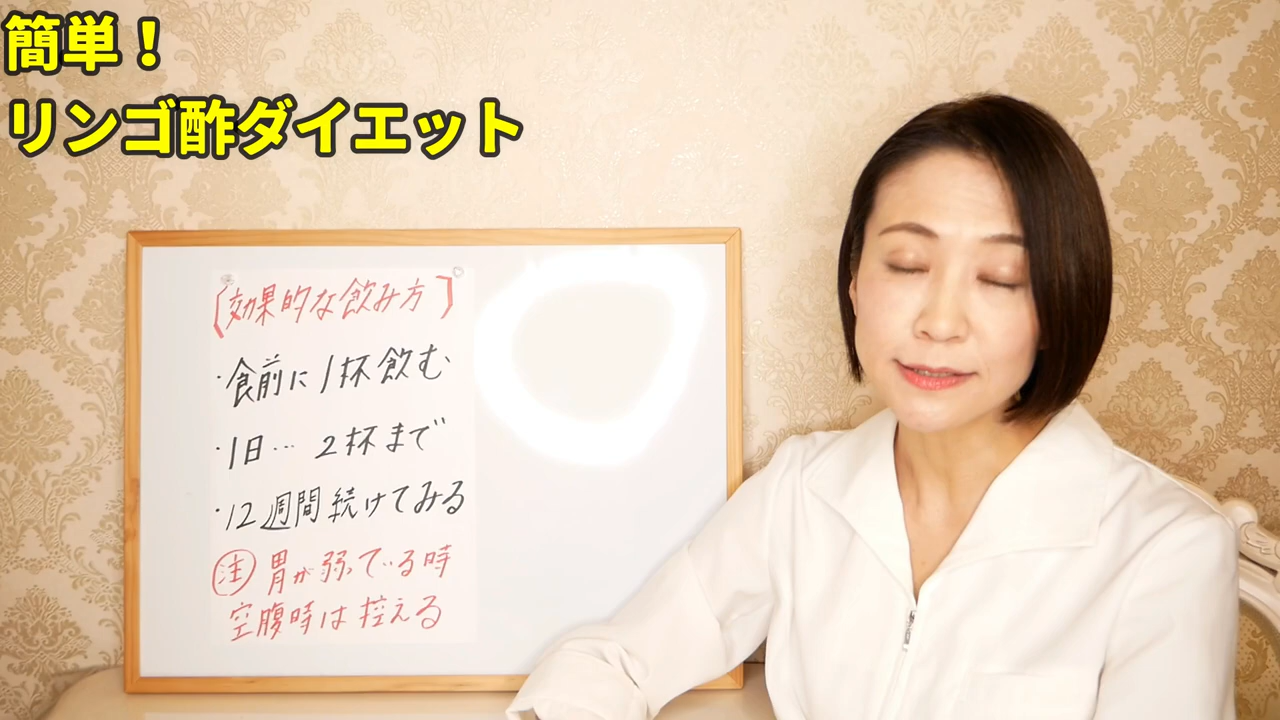 簡単！
リンゴ酢ダイエット
[効果的な飲み方]
・食前に1杯飲む
・1日… 2杯まで
・12週間続けてみる
㊟胃が弱っている時
空腹時は控える